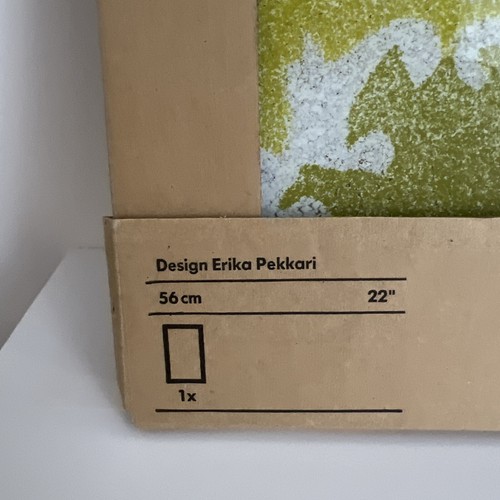 Design Erika Pekkari
56 cm 22"
1x